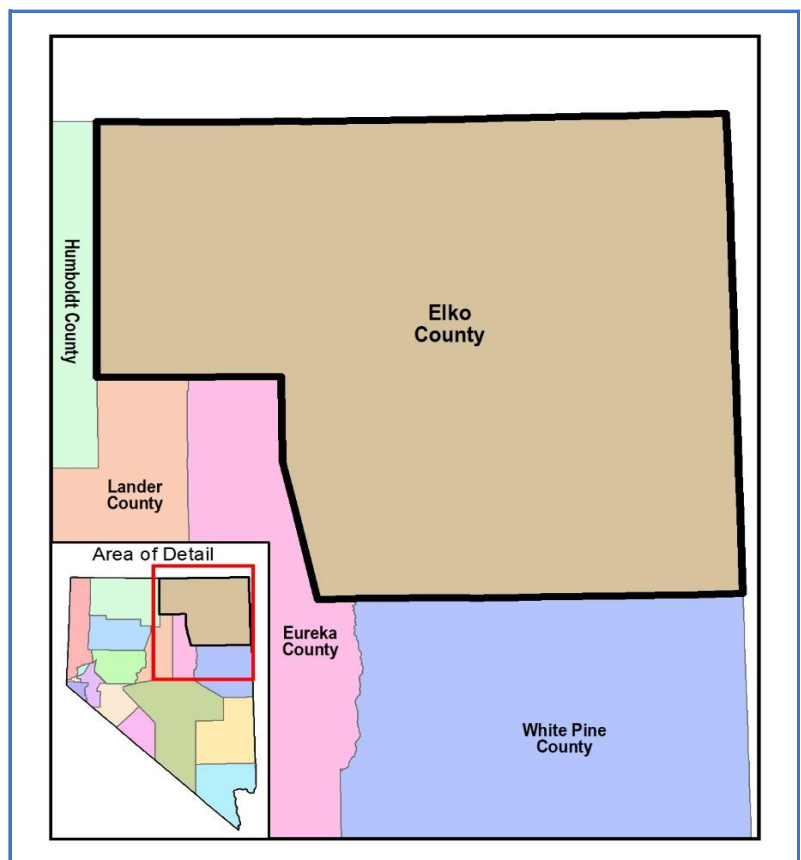 Humboldt County
Elko
County
Lander
County
Area of Detail
Eureka
County
White Pine
County